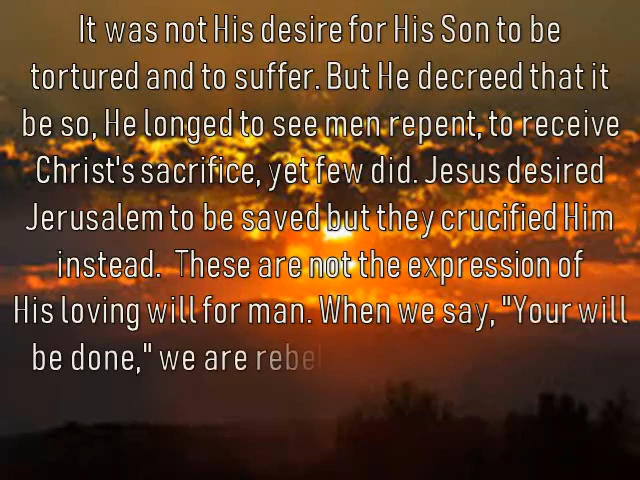 It was not His desire for His Son to be
tortured and to suffer. But He decreed that it
be so, He longed to see men repent, to receive
Christ's sacrifice, yet few did. Jesus desired
Jerusalem to be saved but they crucified Him
instead. These are not the expression of
His loving will for man. When we say, "Your will
be done," we are